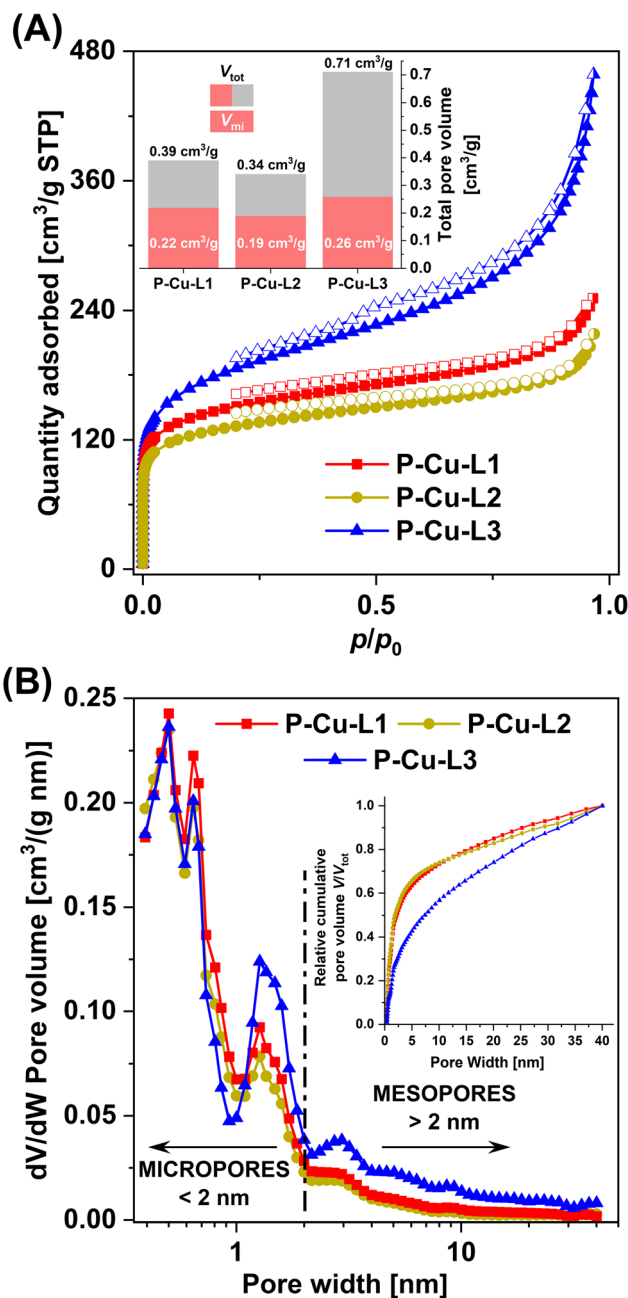 (A)
480
360
240
120
0
Quantity adsorbed [cm³/g STP]
V_tot
V_mi
0.39 cm³/g
0.34 cm³/g
0.71 cm³/g
0.22 cm³/g
0.19 cm³/g
0.26 cm³/g
P-Cu-L1 P-Cu-L2 P-Cu-L3
0.7
0.6
0.5
0.4
0.3
0.2
0.1
0.0
Total pore volume
[cm³/g]
P-Cu-L1
P-Cu-L2
P-Cu-L3
0.0 0.5 1.0
p/p₀
(B)
0.25
0.20
0.15
0.10
0.05
0.00
dV/dW Pore volume [cm³/(g nm)]
P-Cu-L1 P-Cu-L2
P-Cu-L3
1.0
0.8
0.6
0.4
0.2
0.0
Relative cumulative
pore volume V/V_tot
0 5 10 15 20 25 30 35 40
Pore Width [nm]
MESOPORES
> 2 nm
MICROPORES
< 2 nm
1 10
Pore width [nm]